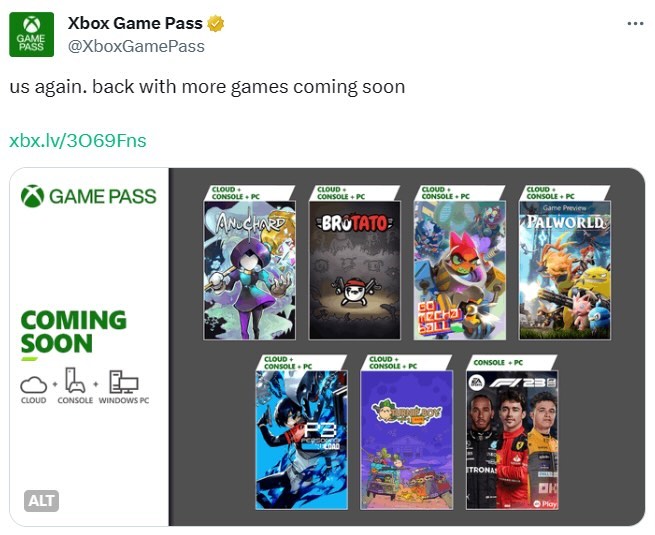 Xbox Game Pass
@XboxGamePass
us again. back with more games coming soon
xbx.lv/3O69Fns
GAME PASS
GAME PASS
COMING
SOON
CLOUD CONSOLE WINDOWS PC
ALT
CLOUD +
CONSOLE + PC
ANUCHARD
CLOUD +
CONSOLE + PC
BROTATO
CLOUD +
CONSOLE + PC
GO
MECHA
BALL
CLOUD +
CONSOLE + PC
Game Preview
PALWORLD
CLOUD +
CONSOLE + PC
P3
RELOAD
CLOUD +
CONSOLE + PC
CONSOLE + PC
EA
F1 23
PETRONAS
Play